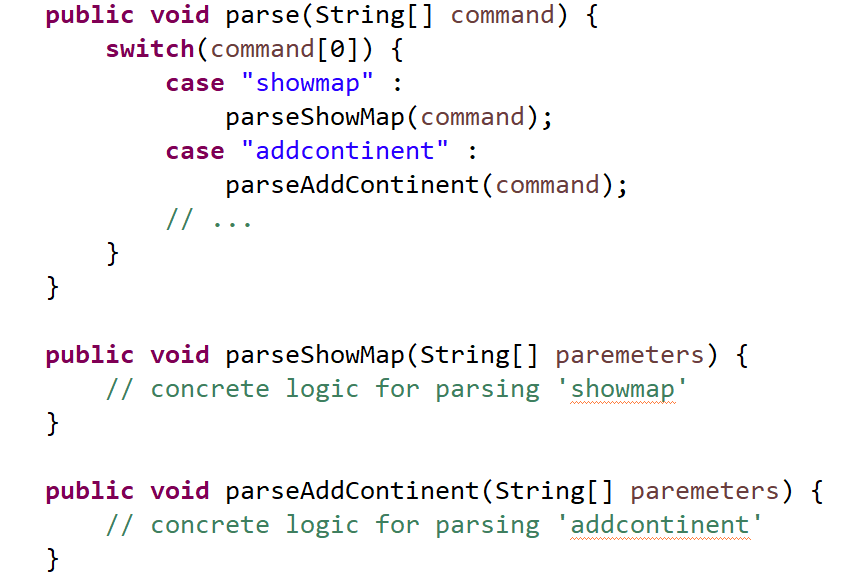 public void parse(String[] command) {
switch(command[0]) {
case "showmap" :
parseShowMap(command);
case "addcontinent" :
parseAddContinent(command);
// ...
}
}
public void parseShowMap(String[] paremeters) {
// concrete logic for parsing 'showmap'
}
public void parseAddContinent(String[] paremeters) {
// concrete logic for parsing 'addcontinent'
}